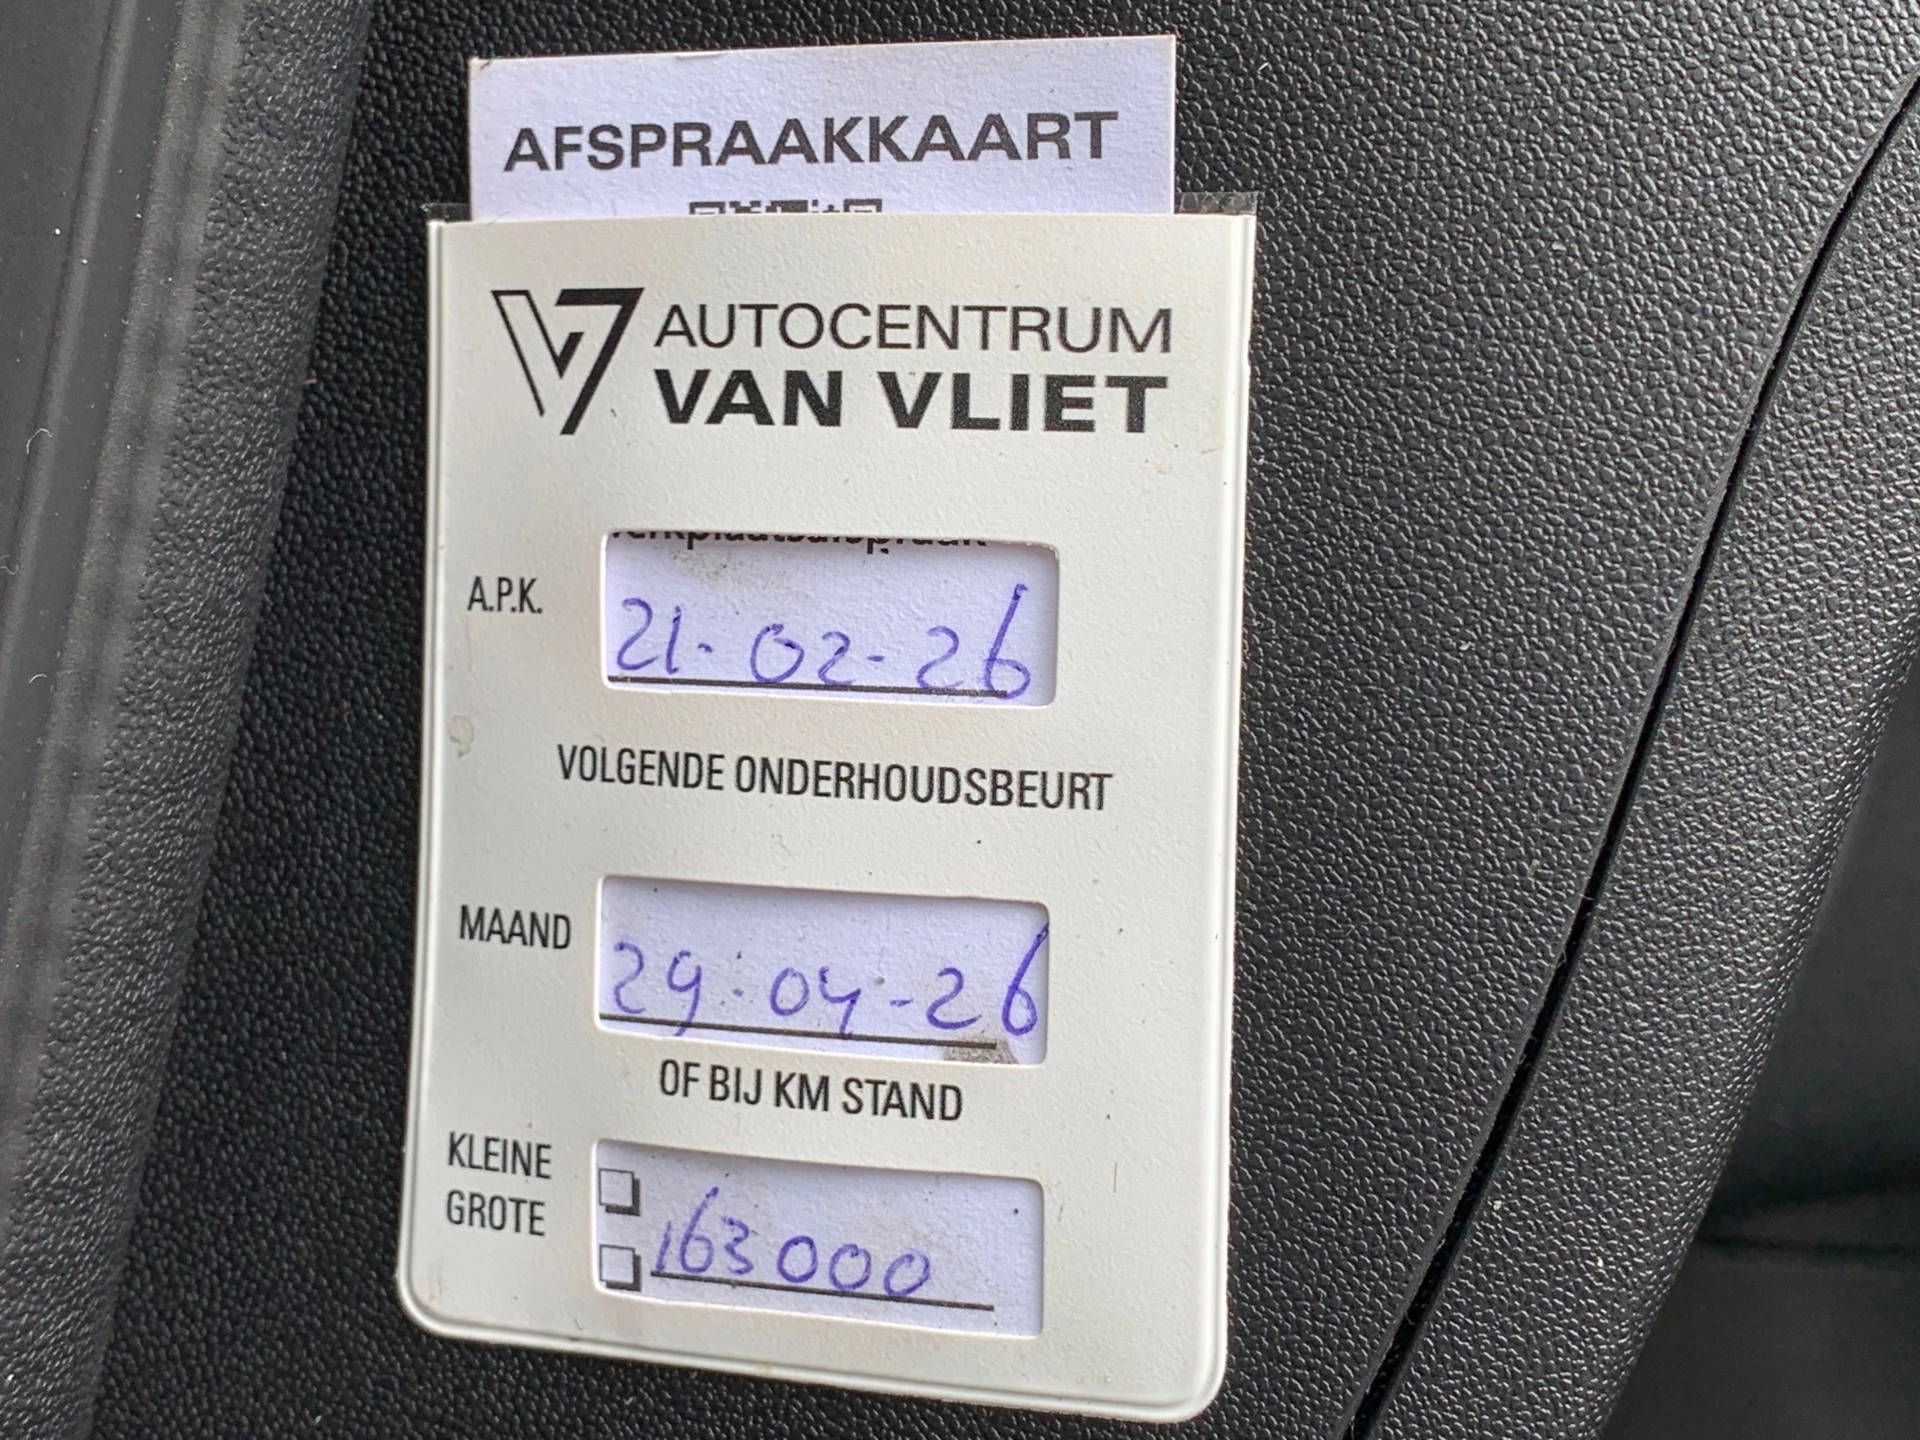 AFSPRAAKKAART
AUTOCENTRUM
VAN VLIET
A.P.K.
21-02-26
VOLGENDE ONDERHOUDSBEURT
MAAND
29-04-26
OF BIJ KM STAND
KLEINE
GROTE
163000